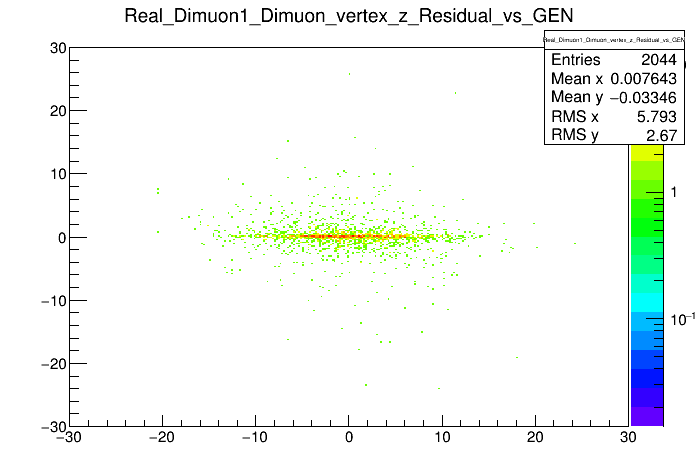 Real_Dimuon1_Dimuon_vertex_z_Residual_vs_GEN
Real_Dimuon1_Dimuon_vertex_z_Residual_vs_GEN
Entries 2044
Mean x 0.007643
Mean y −0.03346
RMS x 5.793
RMS y 2.67
30
20
10
0
−10
−20
−30
−30 −20 −10 0 10 20 30
1
10−1